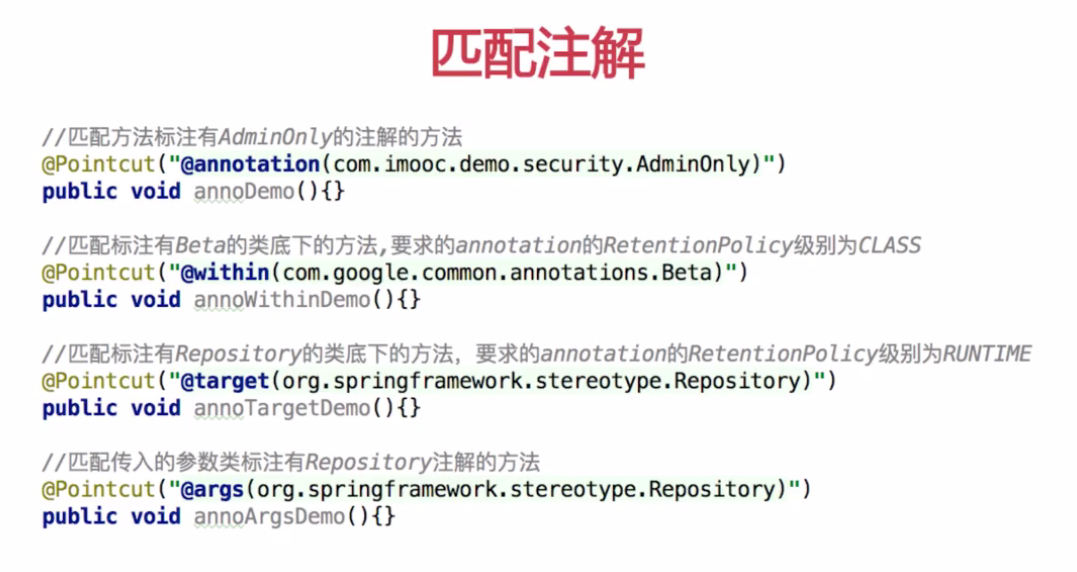 匹配注解
//匹配方法标注有AdminOnly的注解的方法
@Pointcut("@annotation(com.imooc.demo.security.AdminOnly)")
public void annoDemo(){}
//匹配标注有Beta的类底下的方法,要求的annotation的RetentionPolicy级别为CLASS
@Pointcut("@within(com.google.common.annotations.Beta)")
public void annoWithinDemo(){}
//匹配标注有Repository的类底下的方法，要求的annotation的RetentionPolicy级别为RUNTIME
@Pointcut("@target(org.springframework.stereotype.Repository)")
public void annoTargetDemo(){}
//匹配传入的参数类标注有Repository注解的方法
@Pointcut("@args(org.springframework.stereotype.Repository)")
public void annoArgsDemo(){}